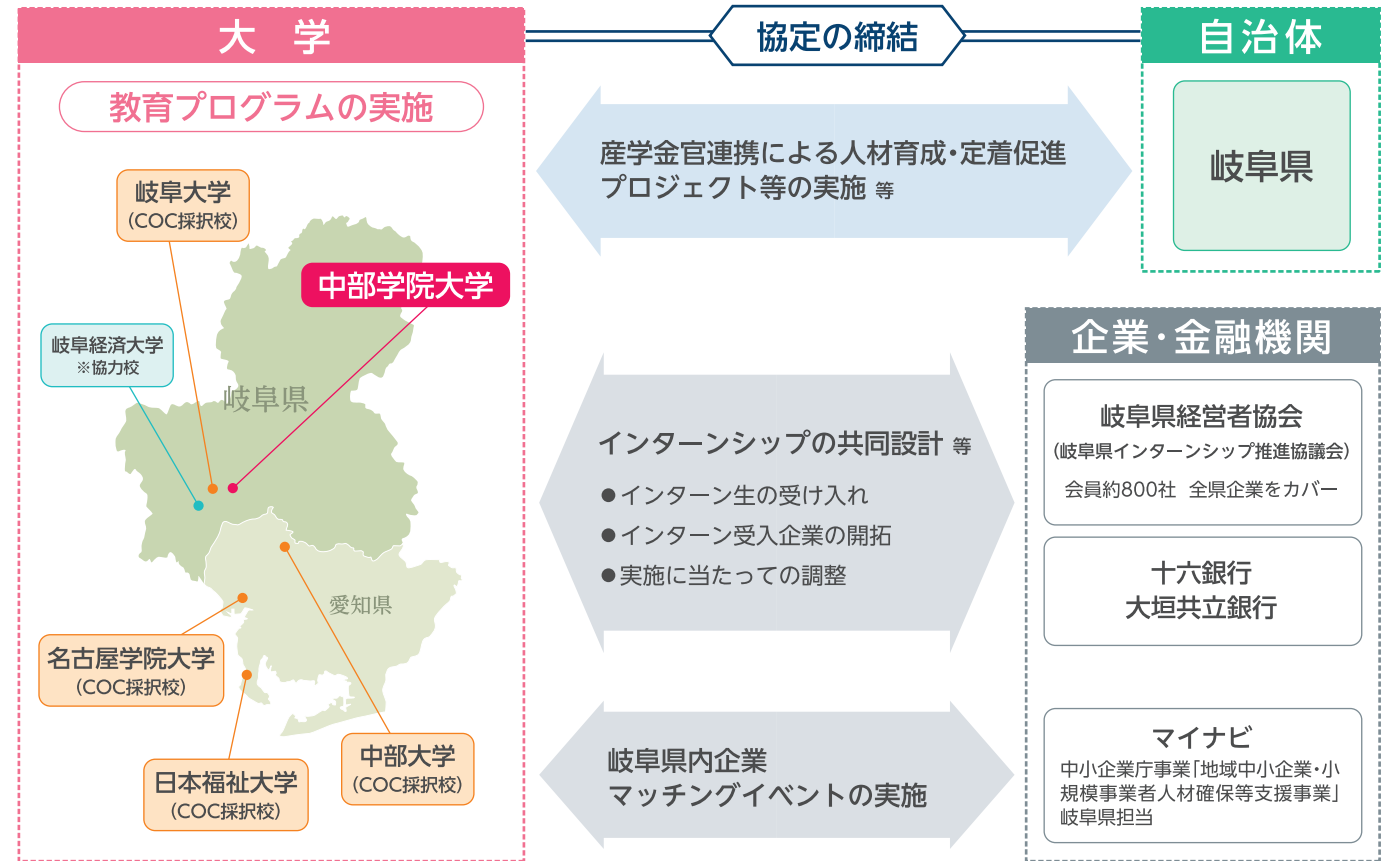 大 学
協定の締結
自治体
教育プログラムの実施
岐阜大学
(COC採択校)
中部学院大学
岐阜経済大学
※協力校
岐阜県
愛知県
名古屋学院大学
(COC採択校)
日本福祉大学
(COC採択校)
中部大学
(COC採択校)
産学金官連携による人材育成・定着促進
プロジェクト等の実施 等
岐阜県
インターンシップの共同設計 等
●インターン生の受け入れ
●インターン受入企業の開拓
●実施に当たっての調整
岐阜県内企業
マッチングイベントの実施
企業・金融機関
岐阜県経営者協会
(岐阜県インターンシップ推進協議会)
会員約800社 全県企業をカバー
十六銀行
大垣共立銀行
マイナビ
中小企業庁事業「地域中小企業・小
規模事業者人材確保等支援事業」
岐阜県担当